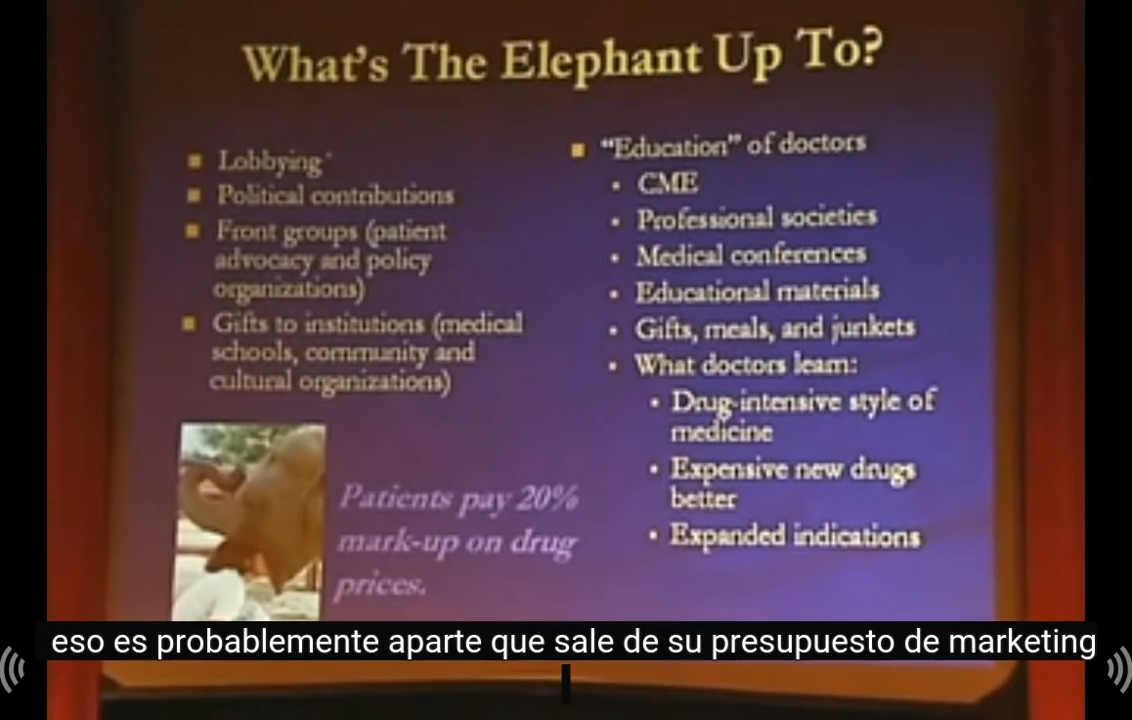 What's The Elephant Up To?
Lobbying
Political contributions
Front groups (patient
advocacy and policy
organizations)
Gifts to institutions (medical
schools, community and
cultural organizations)
Patients pay 20%
mark-up on drug
prices.
"Education" of doctors
CME
Professional societies
Medical conferences
Educational materials
Gifts, meals, and junkets
What doctors learn:
Drug-intensive style of
medicine
Expensive new drugs
better
Expanded indications
eso es probablemente aparte que sale de su presupuesto de marketing